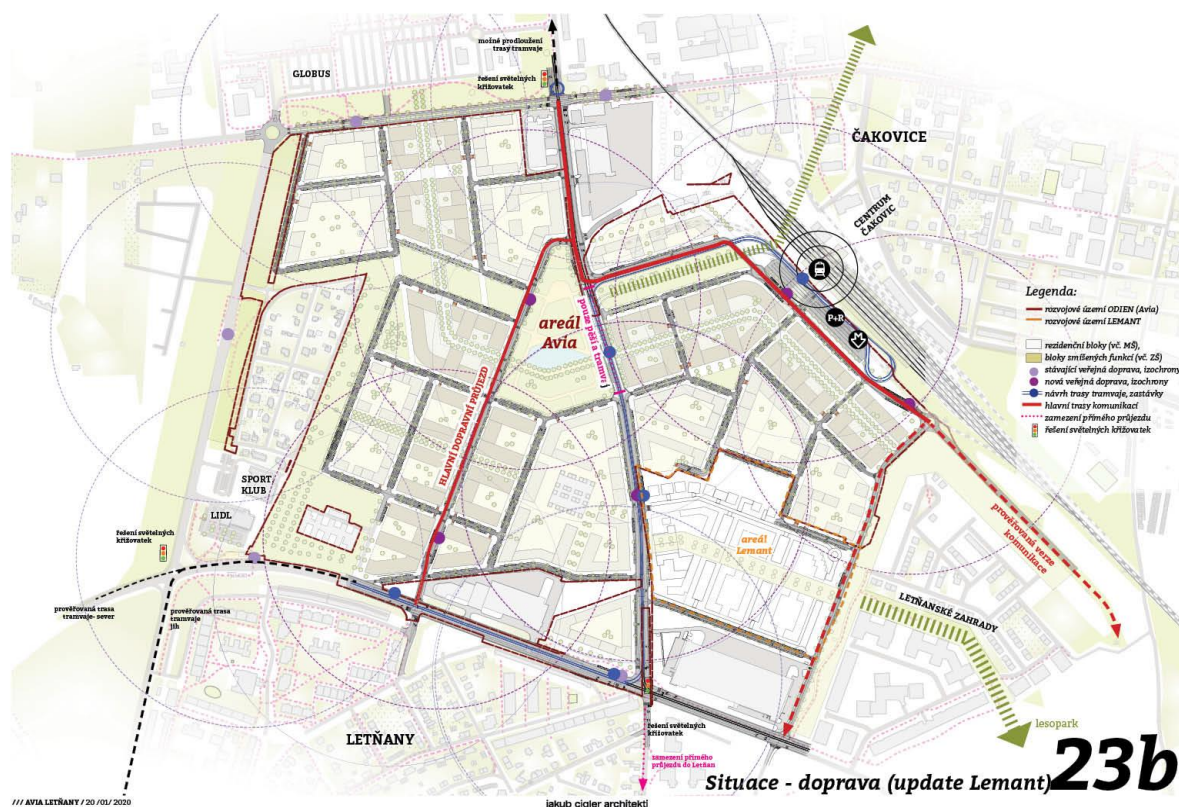 možné prodloužení
trasy tramvaje
GLOBUS
řešení světelných
křižovatek
ČAKOVICE
CENTRUM
ČAKOVIC
P+R
areál
Avia
pouze pěší a tramvaj
HLAVNÍ DOPRAVNÍ PRŮJEZD
Legenda:
rozvojové území ODIEN (Avia)
rozvojové území LEMANT
rezidenční bloky (vč. MŠ),
bloky smíšených funkcí (vč. ZŠ)
stávající veřejná doprava, izochrony
nová veřejná doprava, izochrony
návrh trasy tramvaje, zastávky
hlavní trasy komunikací
zamezení přímého průjezdu
řešení světelných křižovatek
SPORT
KLUB
LIDL
řešení světelných
křižovatek
areál
Lemant
prověřovaná verze
komunikace
LETŇANSKÉ ZAHRADY
prověřovaná trasa
tramvaje- sever
prověřovaná trasa
tramvaje
jih
LETŇANY
řešení světelných
křižovatek
zamezení přímého
průjezdu do Letňan
lesopark
Situace - doprava (update Lemant) 23b
/// AVIA LETŇANY / 20 /01/ 2020
jakub cigler architekti